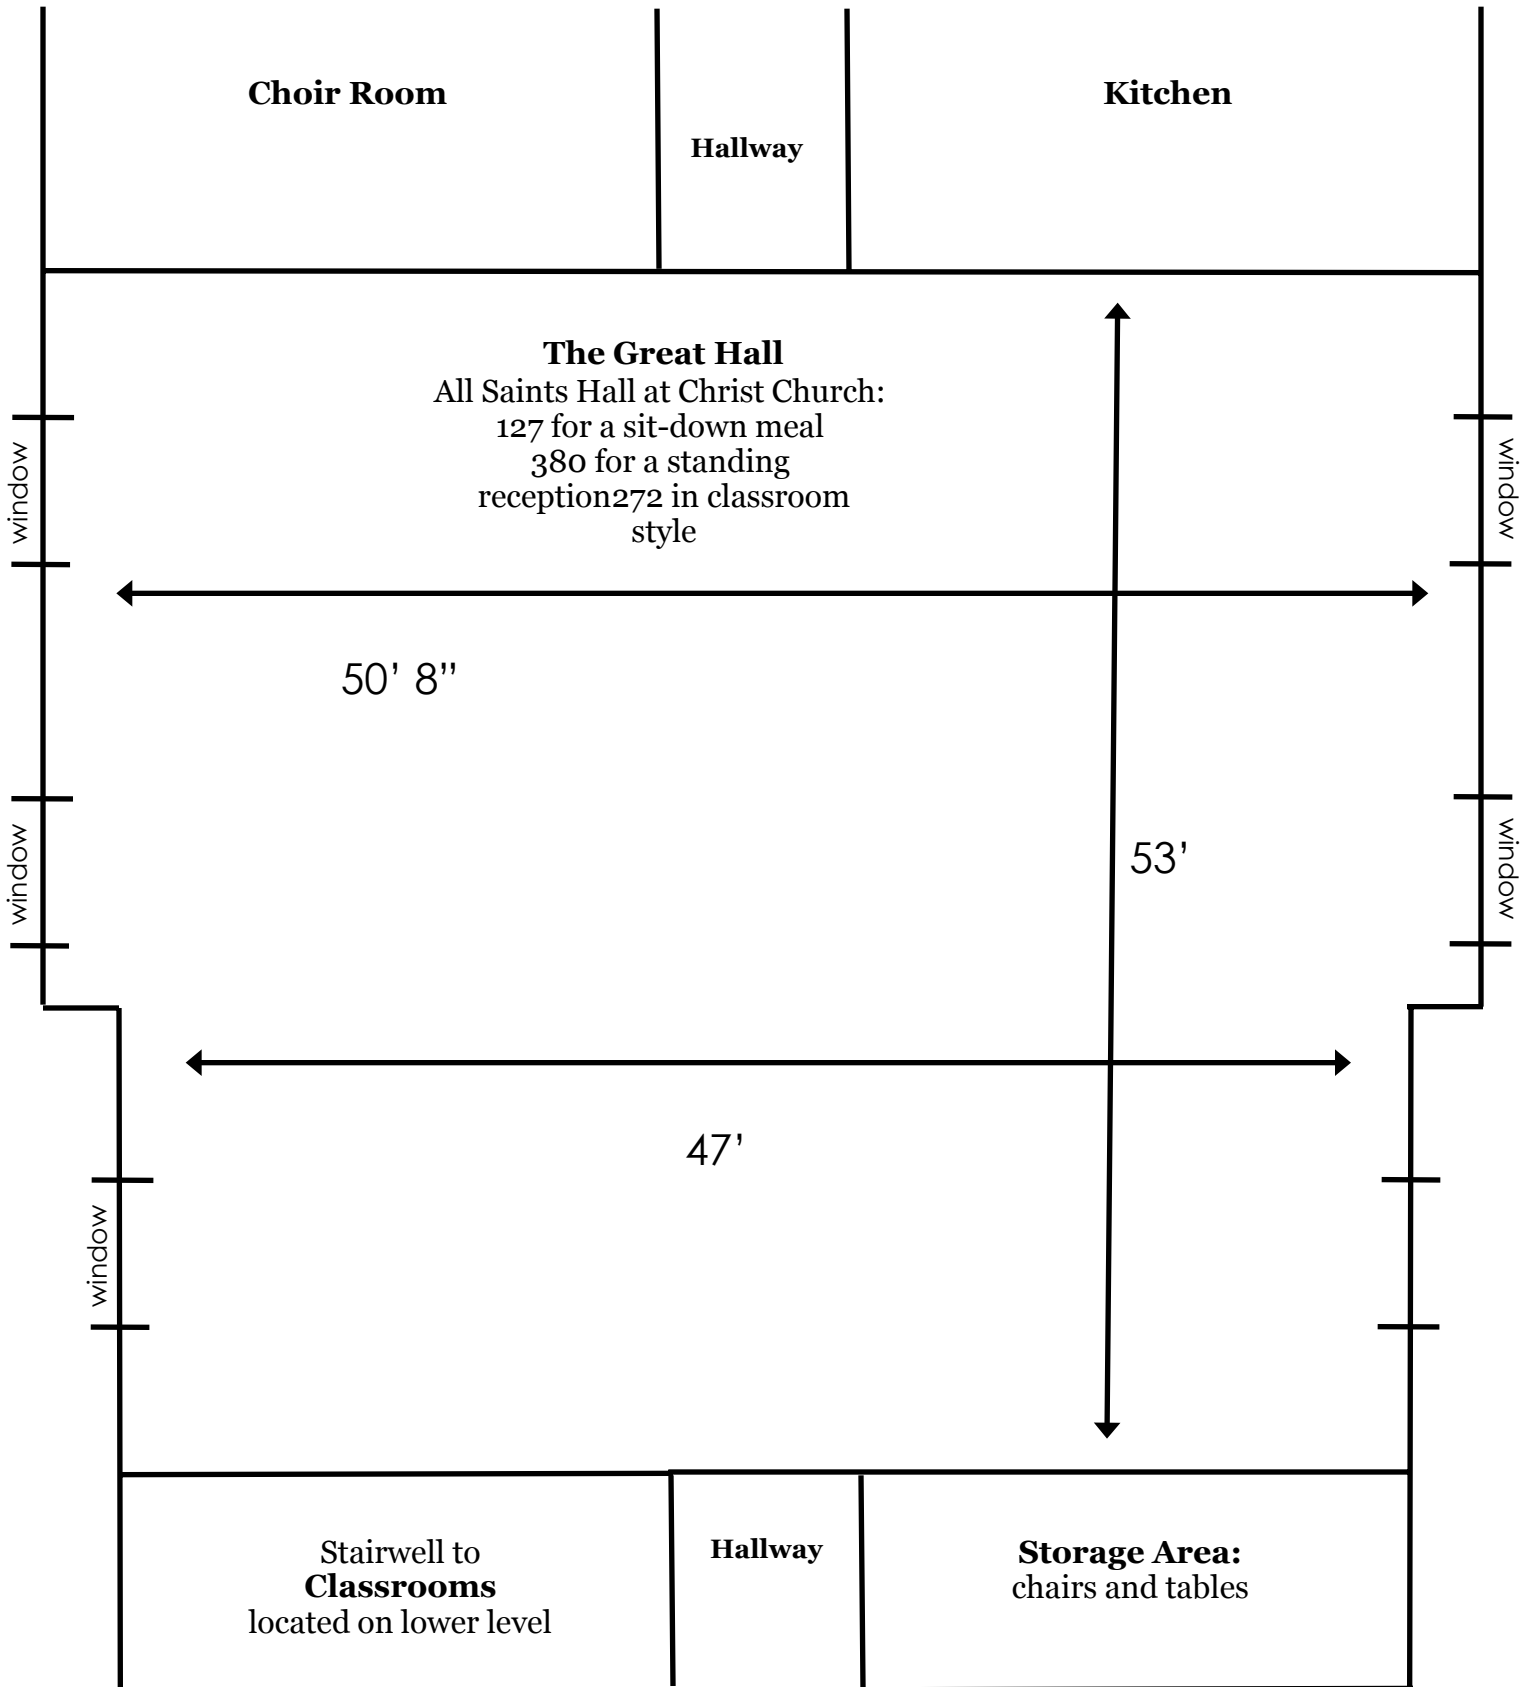 Choir Room
Kitchen
Hallway
The Great Hall
All Saints Hall at Christ Church:
127 for a sit-down meal
380 for a standing
reception272 in classroom
style
window
window
50’ 8”
window
53’
window
47’
window
Stairwell to
Classrooms
located on lower level
Hallway
Storage Area:
chairs and tables